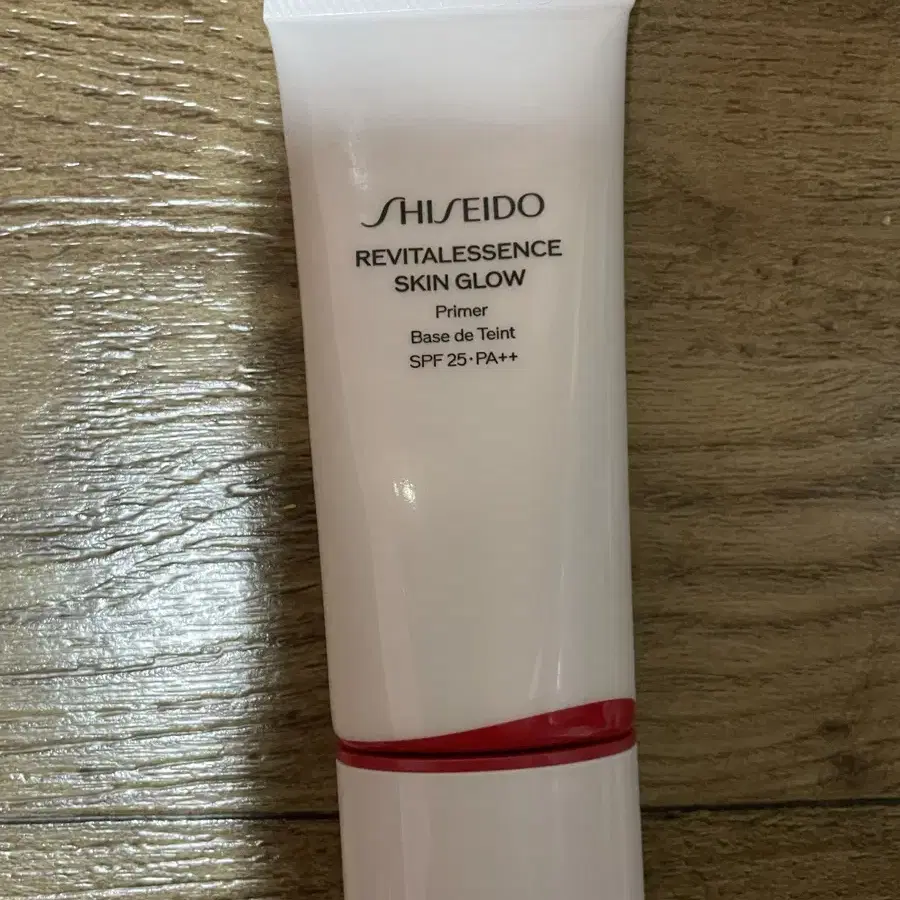 SHISEIDO
REVITALESSENCE
SKIN GLOW
Primer
Base de Teint
SPF 25·PA++